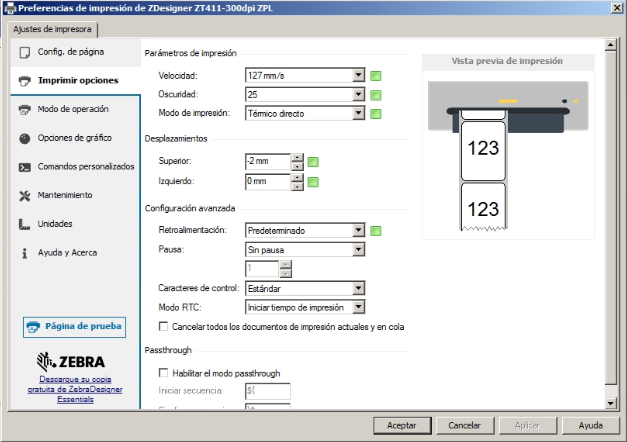 Preferencias de impresión de ZDesigner ZT411-300dpi ZPL
Ajustes de impresora
Config. de página
Imprimir opciones
Modo de operación
Opciones de gráfico
Comandos personalizados
Mantenimiento
Unidades
Ayuda y Acerca
Página de prueba
ZEBRA
Descargue su copia
gratuita de ZebraDesigner
Essentials
Parámetros de impresión
Velocidad: 127 mm/s
Oscuridad: 25
Modo de impresión: Térmico directo
Desplazamientos
Superior: -2 mm
Izquierdo: 0 mm
Configuración avanzada
Retroalimentación: Predeterminado
Pausa: Sin pausa
1
Caracteres de control: Estándar
Modo RTC: Iniciar tiempo de impresión
Cancelar todos los documentos de impresión actuales y en cola
Passthrough
Habilitar el modo passthrough
Iniciar secuencia: ${
Vista previa de impresión
123
123
Aceptar
Cancelar
Aplicar
Ayuda